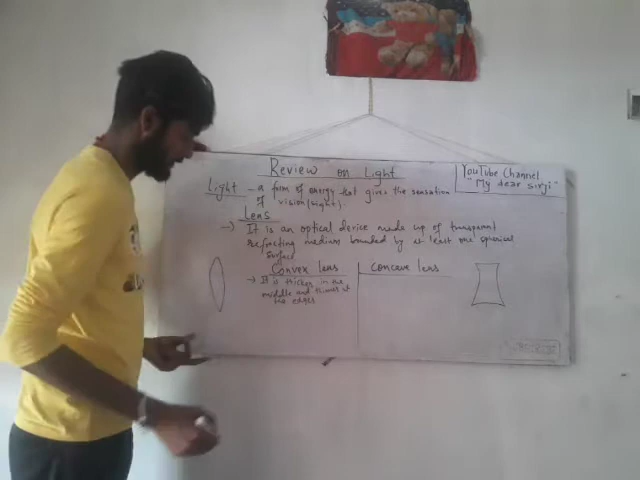 Review on Light
YouTube Channel
"My dear sirji"
Light - a form of energy that gives the sensation
of vision(sight).
Lens
→ It is an optical device made up of transparent
Refracting medium bounded by at least one spherical
surface
Convex lens
concave lens
→ It is thicker in the
middle and thinner at
the edges